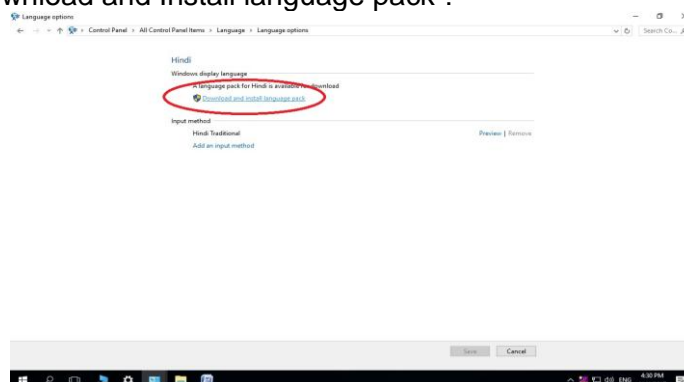 wnload and Install language pack".
Language options
Control Panel › All Control Panel Items › Language › Language options
Search Co...
Hindi
Windows display language
A language pack for Hindi is available for download
Download and install language pack
Input method
Hindi Traditional
Preview | Remove
Add an input method
Save Cancel
ENG 4:30 PM